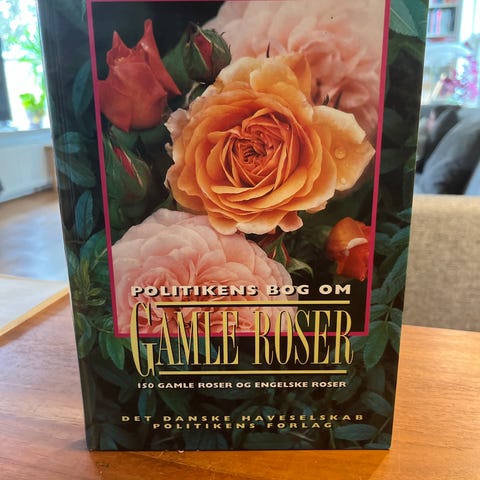 POLITIKENS BOG OM
GAMLE ROSER
150 GAMLE ROSER OG ENGELSKE ROSER
DET DANSKE HAVESELSKAB
POLITIKENS FORLAG